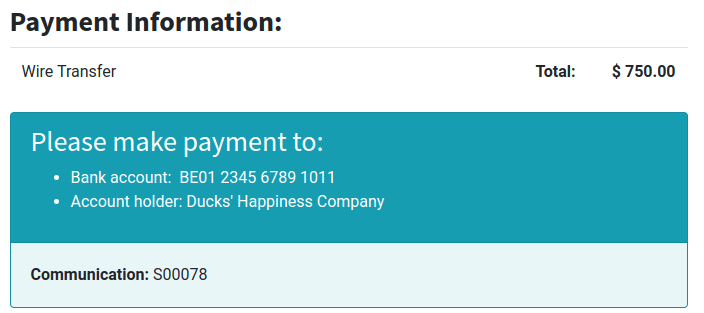 Payment Information:
Wire Transfer Total: $ 750.00
Please make payment to:
• Bank account: BE01 2345 6789 1011
• Account holder: Ducks' Happiness Company
Communication: S00078